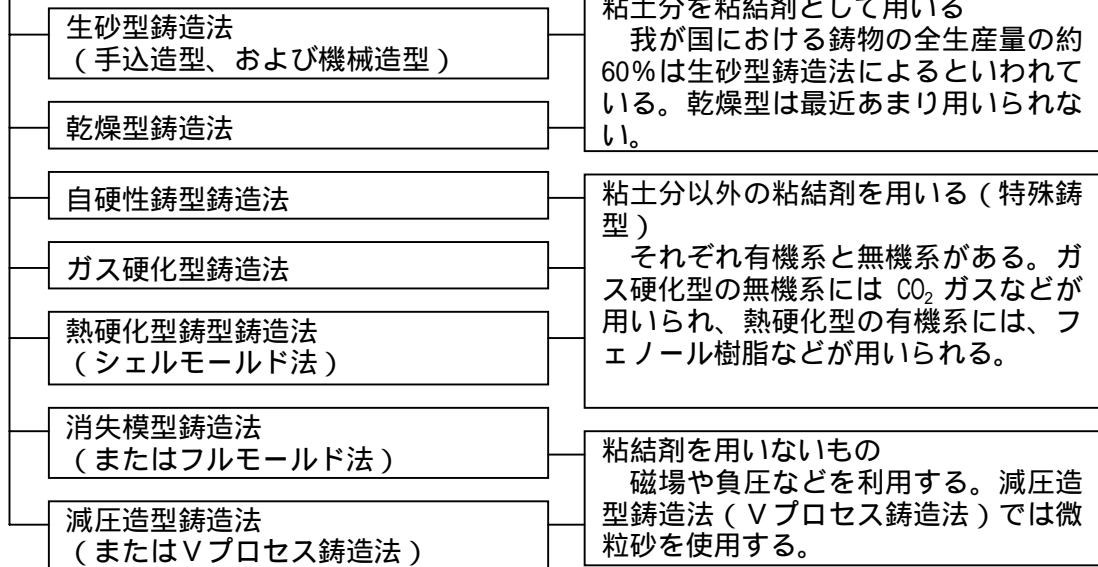 生砂型鋳造法
（手込造型、および機械造型）
乾燥型鋳造法
粘土分を粘結剤として用いる
我が国における鋳物の全生産量の約
60％は生砂型鋳造法によるといわれて
いる。乾燥型は最近あまり用いられな
い。
自硬性鋳型鋳造法
ガス硬化型鋳造法
熱硬化型鋳型鋳造法
（シェルモールド法）
粘土分以外の粘結剤を用いる（特殊鋳
型）
それぞれ有機系と無機系がある。ガ
ス硬化型の無機系には CO₂ ガスなどが
用いられ、熱硬化型の有機系には、フ
ェノール樹脂などが用いられる。
消失模型鋳造法
（またはフルモールド法）
減圧造型鋳造法
（またはＶプロセス鋳造法）
粘結剤を用いないもの
磁場や負圧などを利用する。減圧造
型鋳造法（Ｖプロセス鋳造法）では微
粒砂を使用する。